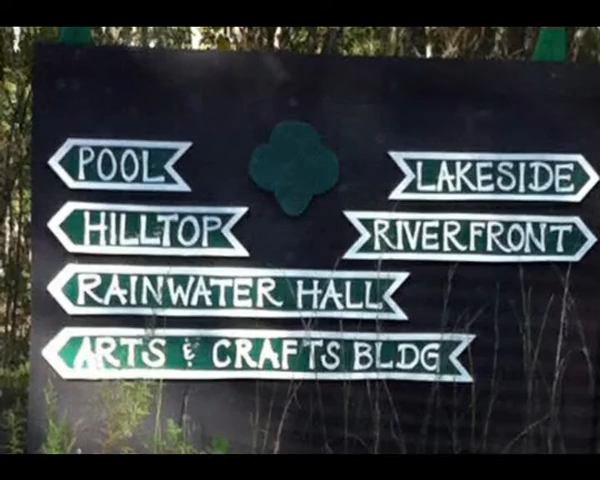 POOL
LAKESIDE
HILLTOP
RIVERFRONT
RAINWATER HALL
ARTS & CRAFTS BLDG